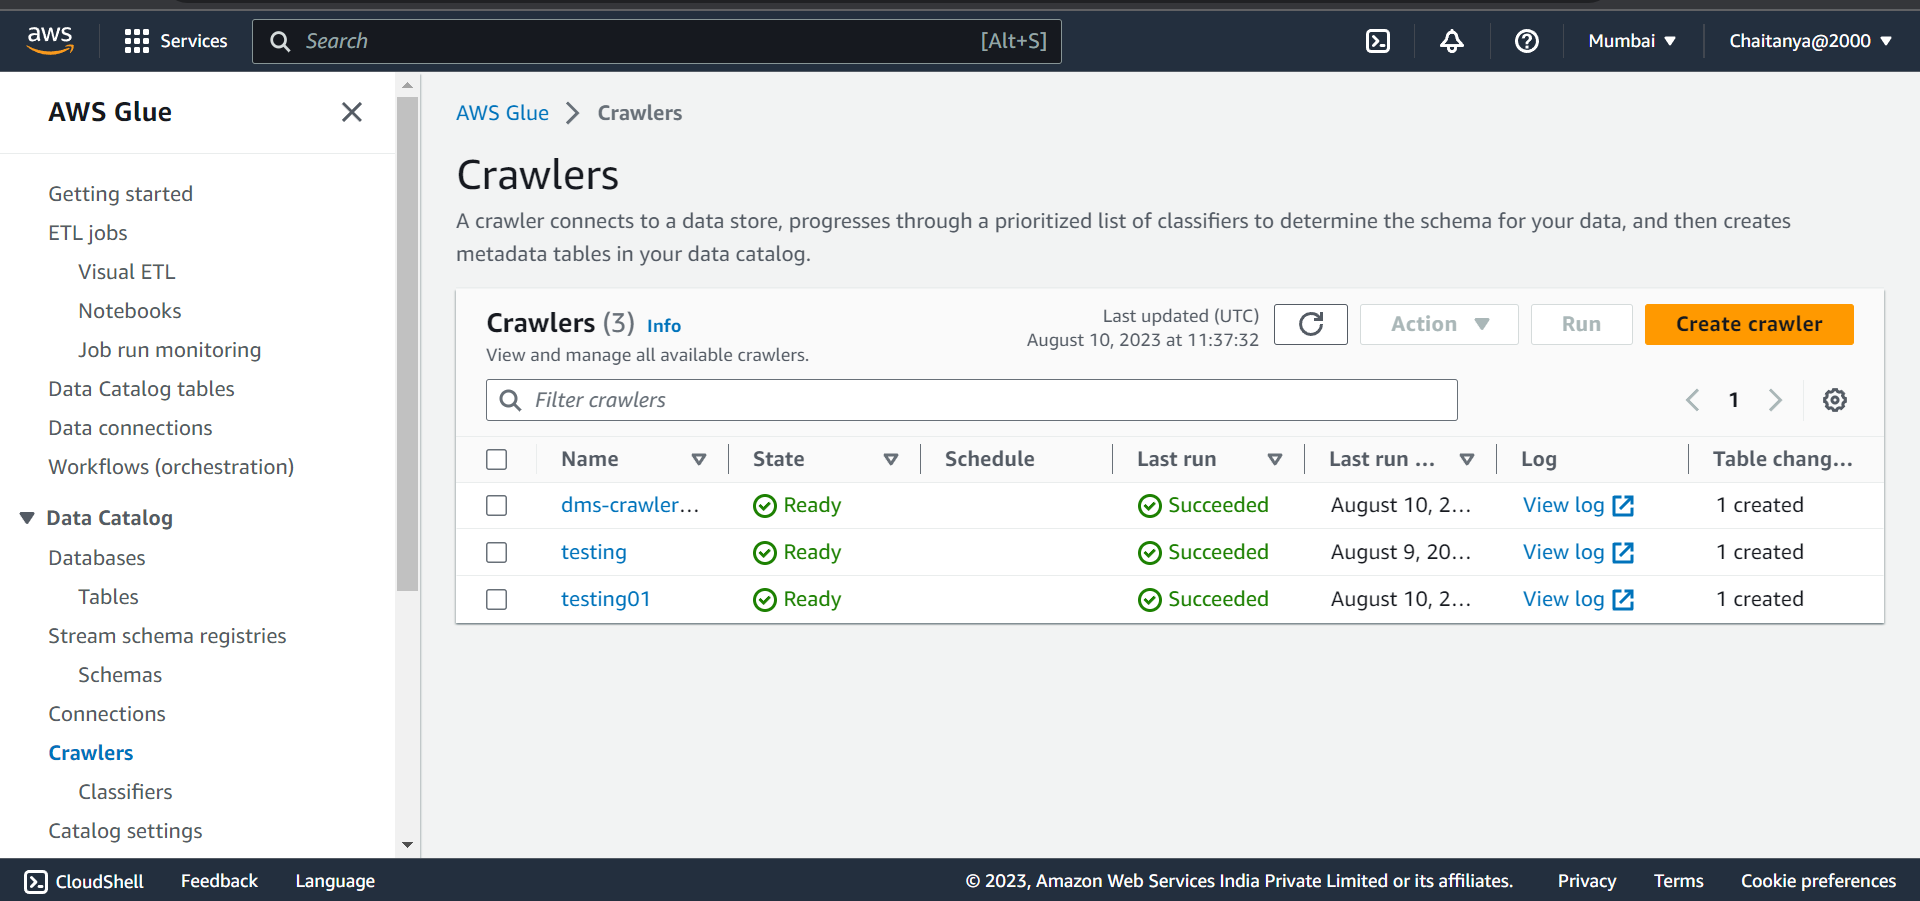 aws
Services
Search
[Alt+S]
Mumbai
Chaitanya@2000
AWS Glue
Getting started
ETL jobs
Visual ETL
Notebooks
Job run monitoring
Data Catalog tables
Data connections
Workflows (orchestration)
Data Catalog
Databases
Tables
Stream schema registries
Schemas
Connections
Crawlers
Classifiers
Catalog settings
AWS Glue
Crawlers
Crawlers
A crawler connects to a data store, progresses through a prioritized list of classifiers to determine the schema for your data, and then creates
metadata tables in your data catalog.
Crawlers (3) Info
View and manage all available crawlers.
Last updated (UTC)
August 10, 2023 at 11:37:32
Action
Run
Create crawler
Filter crawlers
1
Name State Schedule Last run Last run ... Log Table chang...
dms-crawler... Ready Succeeded August 10, 2... View log 1 created
testing Ready Succeeded August 9, 20... View log 1 created
testing01 Ready Succeeded August 10, 2... View log 1 created
CloudShell Feedback Language © 2023, Amazon Web Services India Private Limited or its affiliates. Privacy Terms Cookie preferences